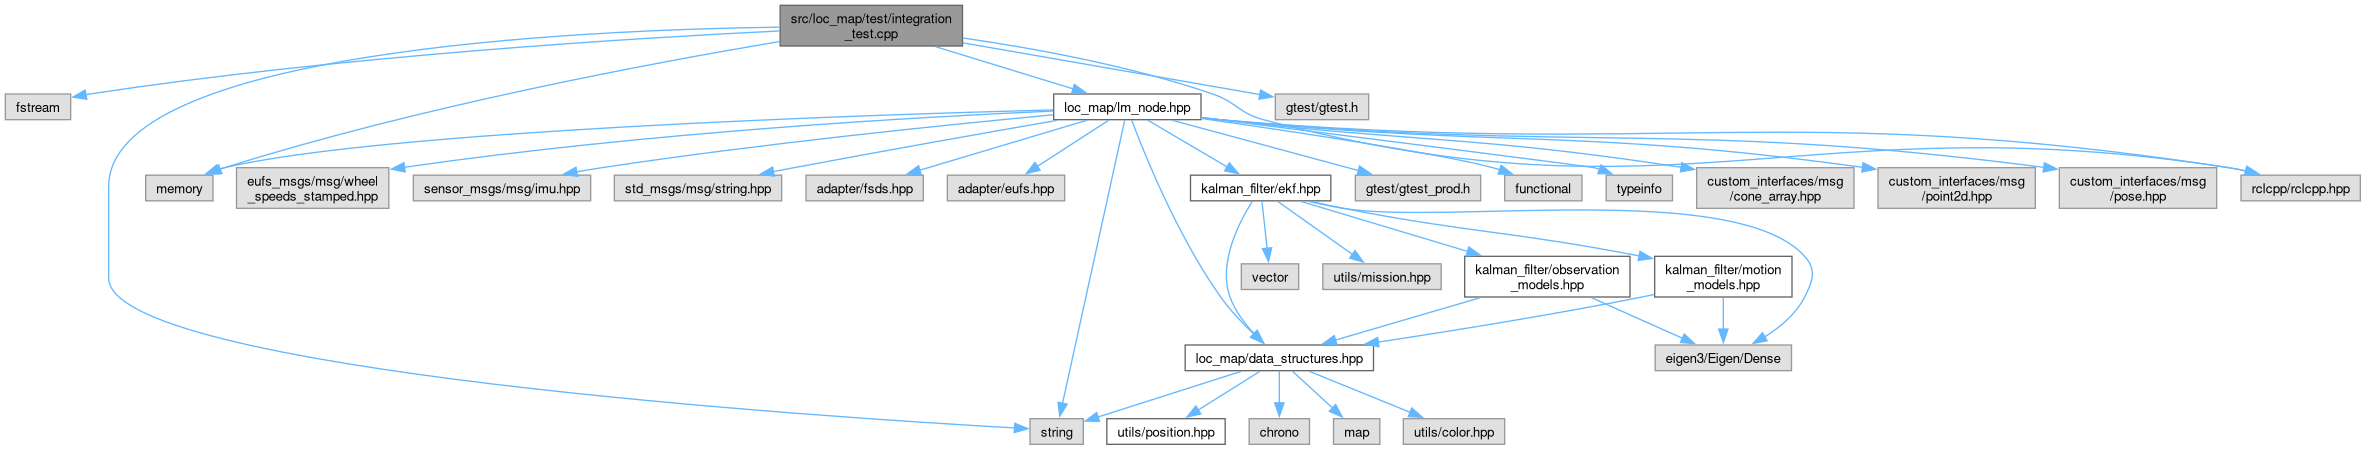 src/loc_map/test/integration
_test.cpp
fstream
loc_map/lm_node.hpp
gtest/gtest.h
memory
eufs_msgs/msg/wheel
_speeds_stamped.hpp
sensor_msgs/msg/imu.hpp
std_msgs/msg/string.hpp
adapter/fsds.hpp
adapter/eufs.hpp
kalman_filter/ekf.hpp
gtest/gtest_prod.h
functional
typeinfo
custom_interfaces/msg
/cone_array.hpp
custom_interfaces/msg
/point2d.hpp
custom_interfaces/msg
/pose.hpp
rclcpp/rclcpp.hpp
vector
utils/mission.hpp
kalman_filter/observation
_models.hpp
kalman_filter/motion
_models.hpp
loc_map/data_structures.hpp
eigen3/Eigen/Dense
string
utils/position.hpp
chrono
map
utils/color.hpp